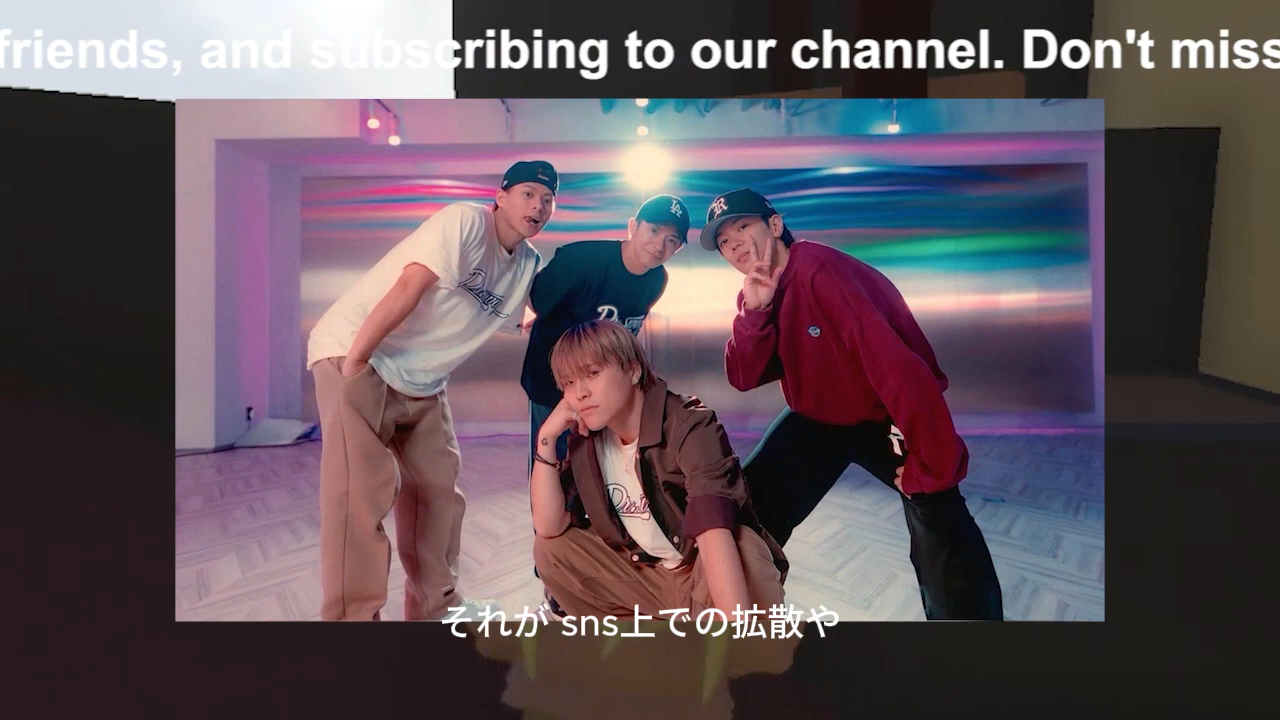 friends, and subscribing to our channel. Don't miss
LA
R
それが sns上での拡散や